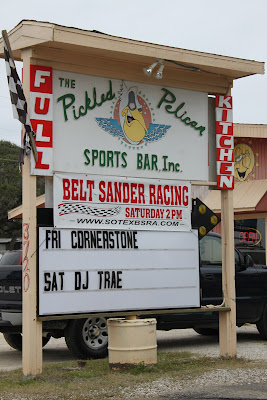 THE
Pickled Pelican
SPORTS BAR, Inc.
FULL
KITCHEN
BELT SANDER RACING
SATURDAY 2PM
WWW.SOTEXBSRA.COM
FRI CORNERSTONE
SAT DJ TRAE
3210